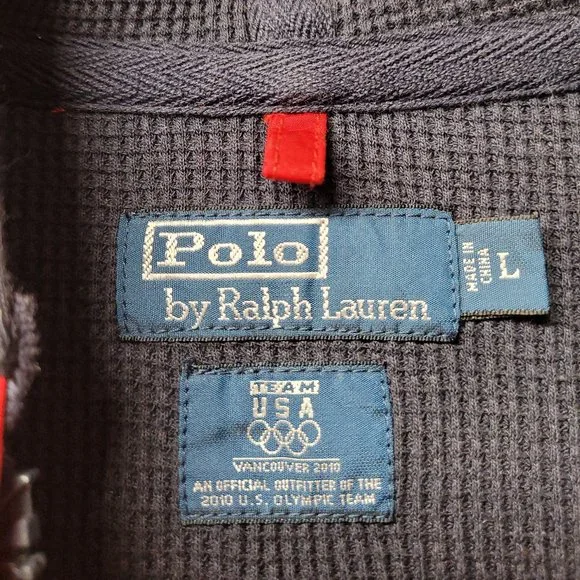 Polo
by Ralph Lauren
MADE IN
CHINA
L
TEAM
USA
VANCOUVER 2010
AN OFFICIAL OUTFITTER OF THE
2010 U.S. OLYMPIC TEAM